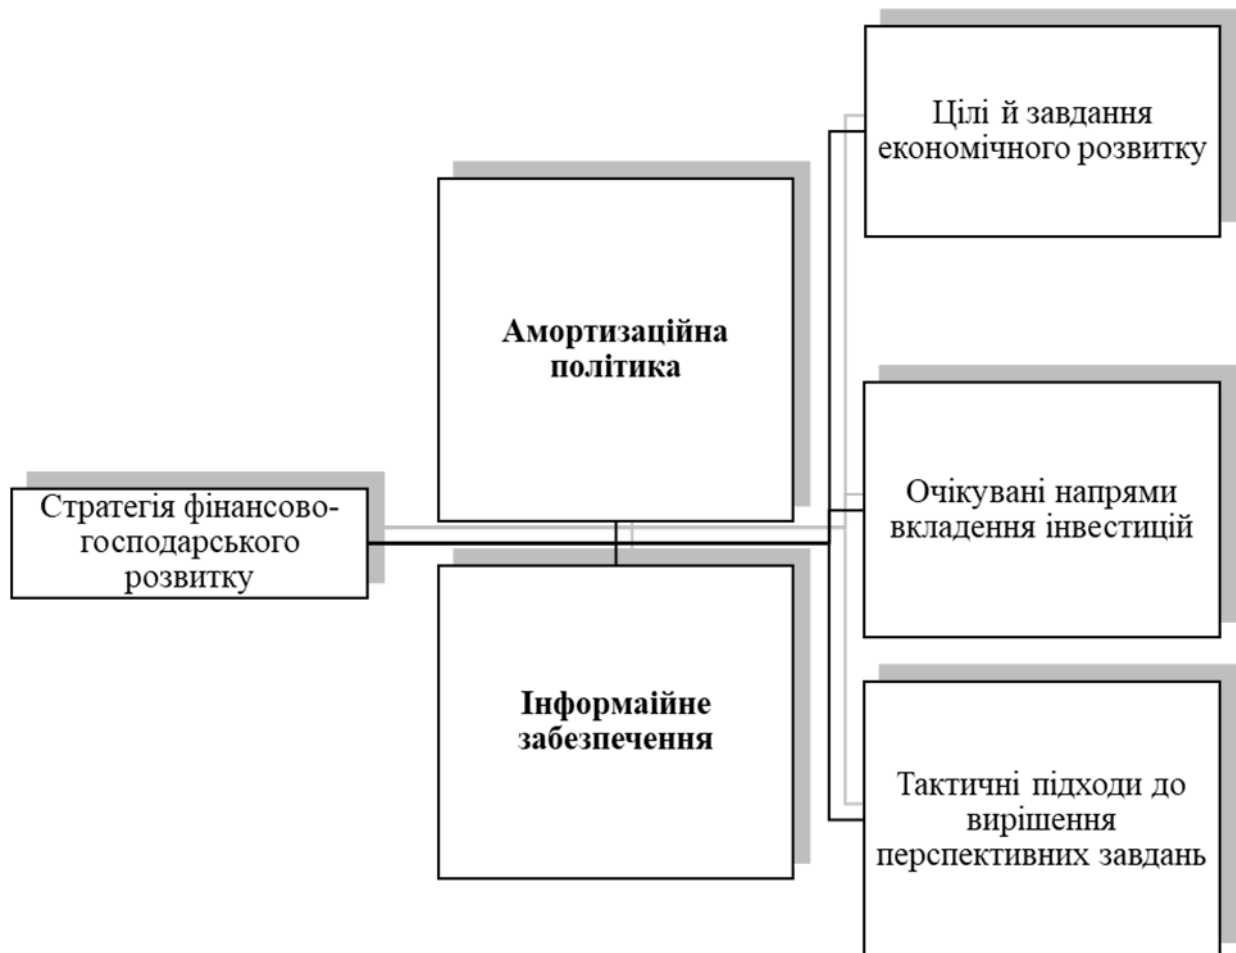 Стратегія фінансово-
господарського
розвитку
Амортизаційна
політика
Інформаійне
забезпечення
Цілі й завдання
економічного розвитку
Очікувані напрями
вкладення інвестицій
Тактичні підходи до
вирішення
перспективних завдань